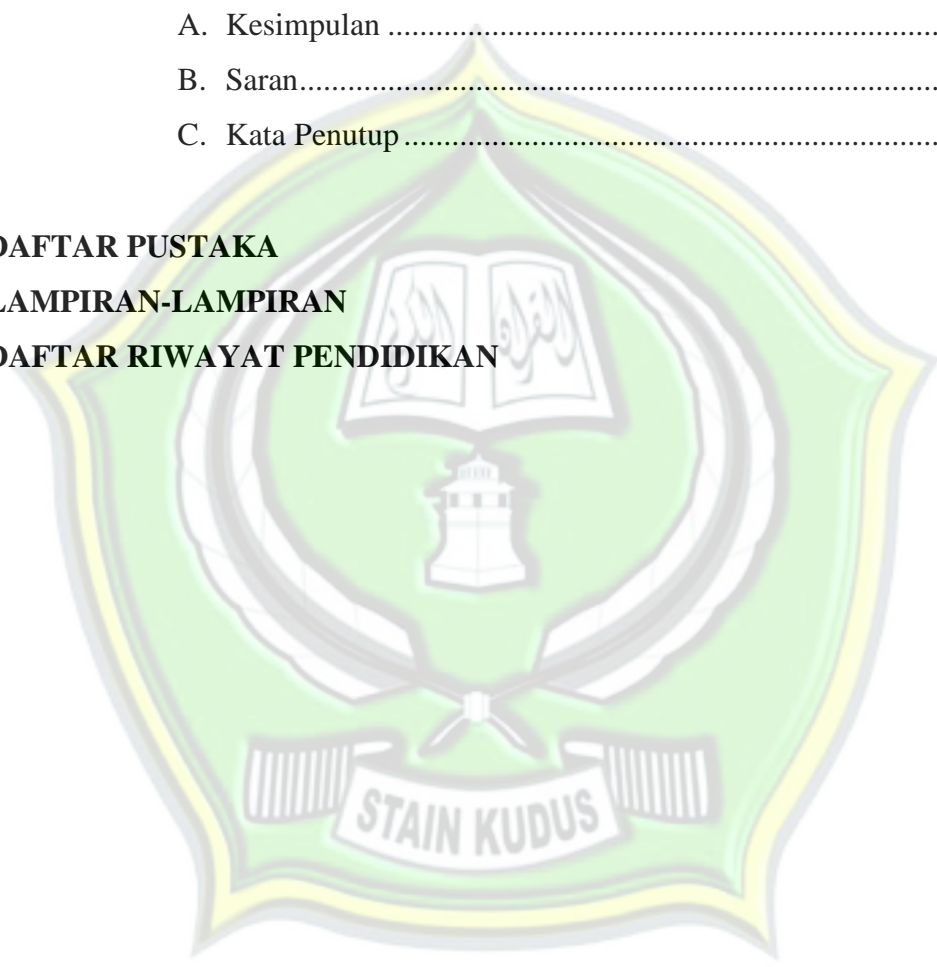 A. Kesimpulan ......................................................................
B. Saran................................................................................
C. Kata Penutup ...................................................................
DAFTAR PUSTAKA
LAMPIRAN-LAMPIRAN
DAFTAR RIWAYAT PENDIDIKAN
STAIN KUDUS